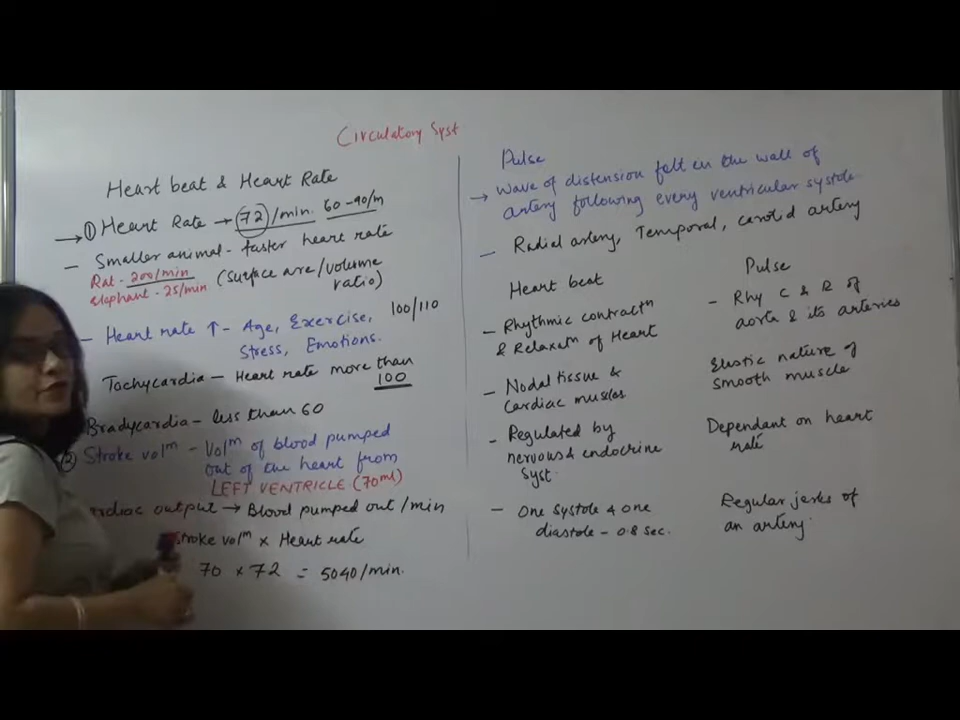 Circulatory Syst
Heart beat & Heart Rate
→ ① Heart Rate → 72/min. 60-90/m
- Smaller animal - faster heart rate
Rat - 200/min (surface are/volume
elephant - 25/min ratio)
- Heart rate ↑ - Age, Exercise, 100/110
Stress, Emotions.
Tachycardia - Heart rate more than
100
Bradycardia - less than 60
② Stroke volᵐ - Volᵐ of blood pumped
out of the heart from
LEFT VENTRICLE (70ml)
rdiac output → Blood pumped out/min
Stroke volᵐ × Heart rate
70 × 72 = 5040/min.
Pulse
→ wave of distension felt in the wall of
artery following every ventricular systole
- Radial artery, Temporal, carotid artery
Heart beat Pulse
- Rhythmic contractⁿ - Rhy C & R of
& Relaxatⁿ of Heart aorta & its arteries
- Nodal tissue & Elastic nature of
Cardiac muscles smooth muscle
- Regulated by Dependant on heart
nervous & endocrine rate
Syst.
- One systole & one Regular jerks of
diastole - 0.8 sec. an artery.